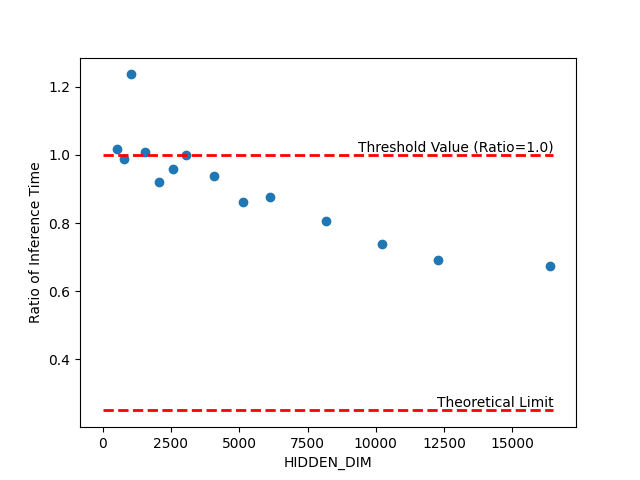 1.2
Threshold Value (Ratio=1.0)
1.0
0.8
0.6
0.4
Theoretical Limit
Ratio of Inference Time
0 2500 5000 7500 10000 12500 15000
HIDDEN_DIM